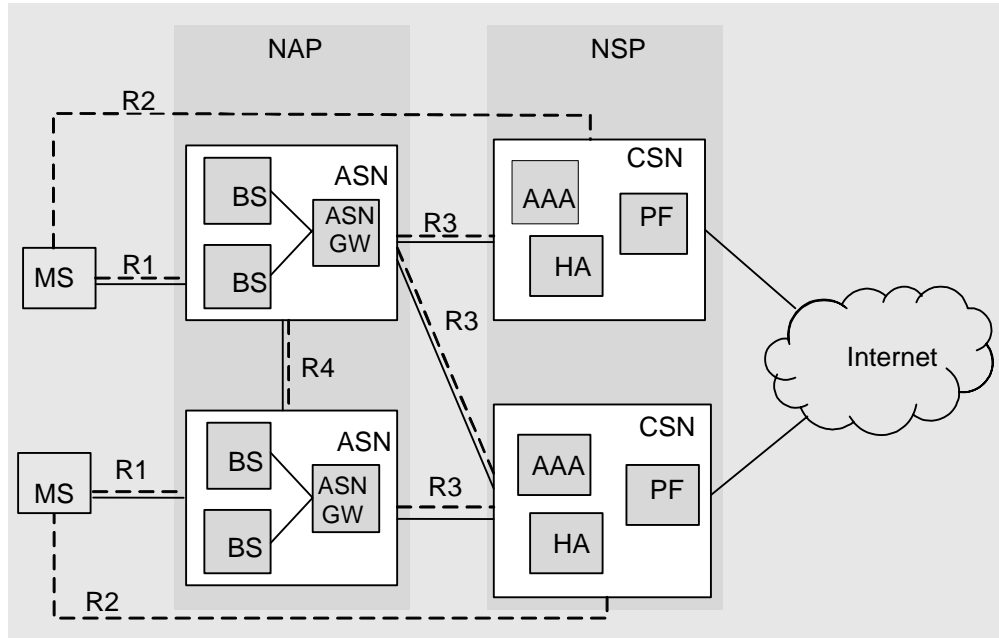 NAP
NSP
R2
ASN
CSN
BS
ASN
GW
AAA
PF
R3
BS
HA
MS
R1
R3
Internet
R4
ASN
CSN
BS
AAA
R1
MS
ASN
GW
R3
PF
BS
HA
R2